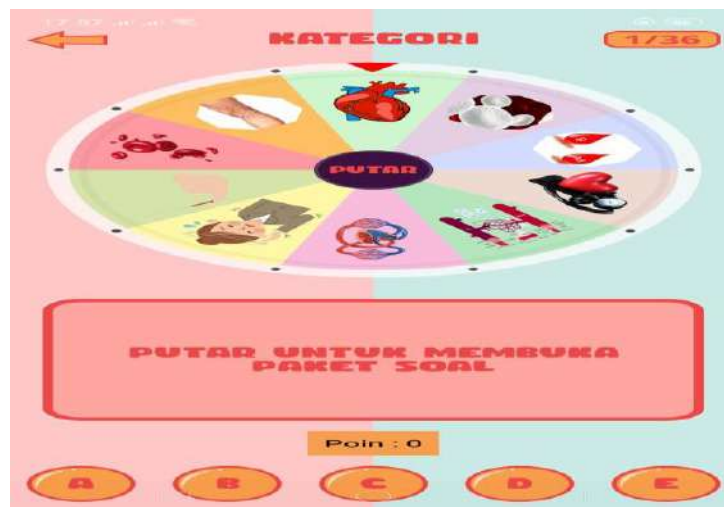 KATEGORI
1/36
PUTAR
PUTAR UNTUK MEMBUKA
PAKET SOAL
Poin : 0
A B C D E